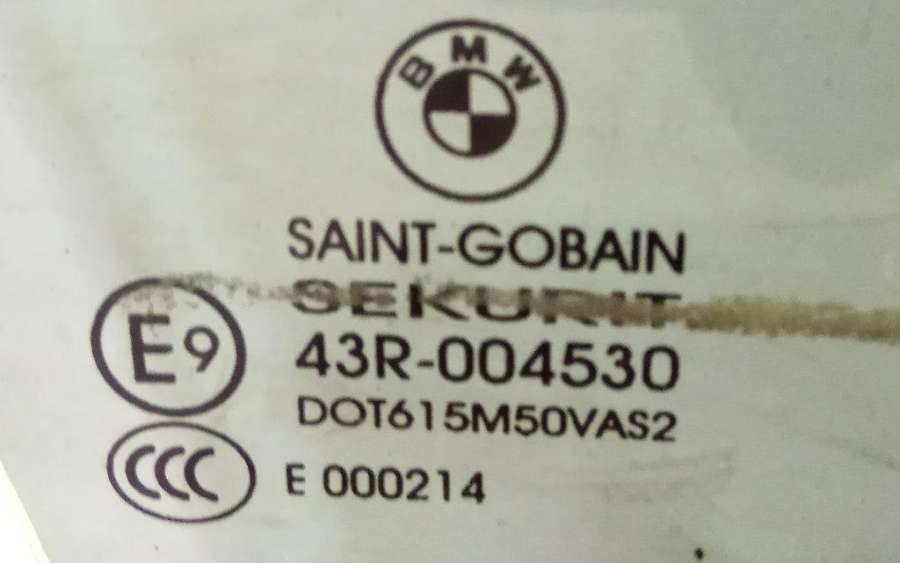 BMW
SAINT-GOBAIN
SEKURIT
E9 43R-004530
DOT615M50VAS2
CCC E 000214